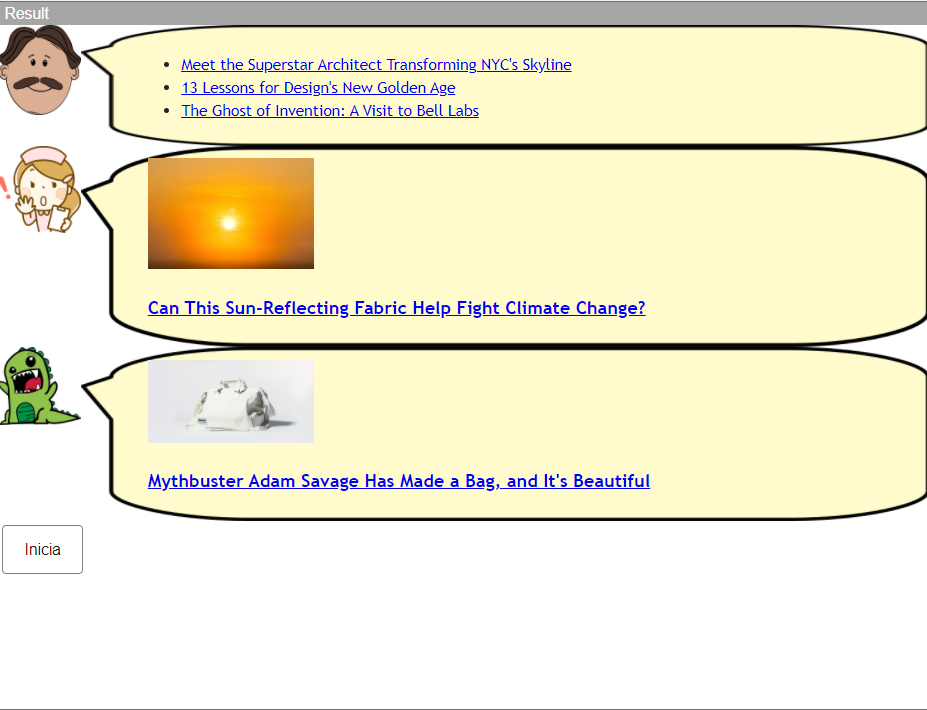 Result
Meet the Superstar Architect Transforming NYC's Skyline
13 Lessons for Design's New Golden Age
The Ghost of Invention: A Visit to Bell Labs
Can This Sun-Reflecting Fabric Help Fight Climate Change?
Mythbuster Adam Savage Has Made a Bag, and It's Beautiful
Inicia